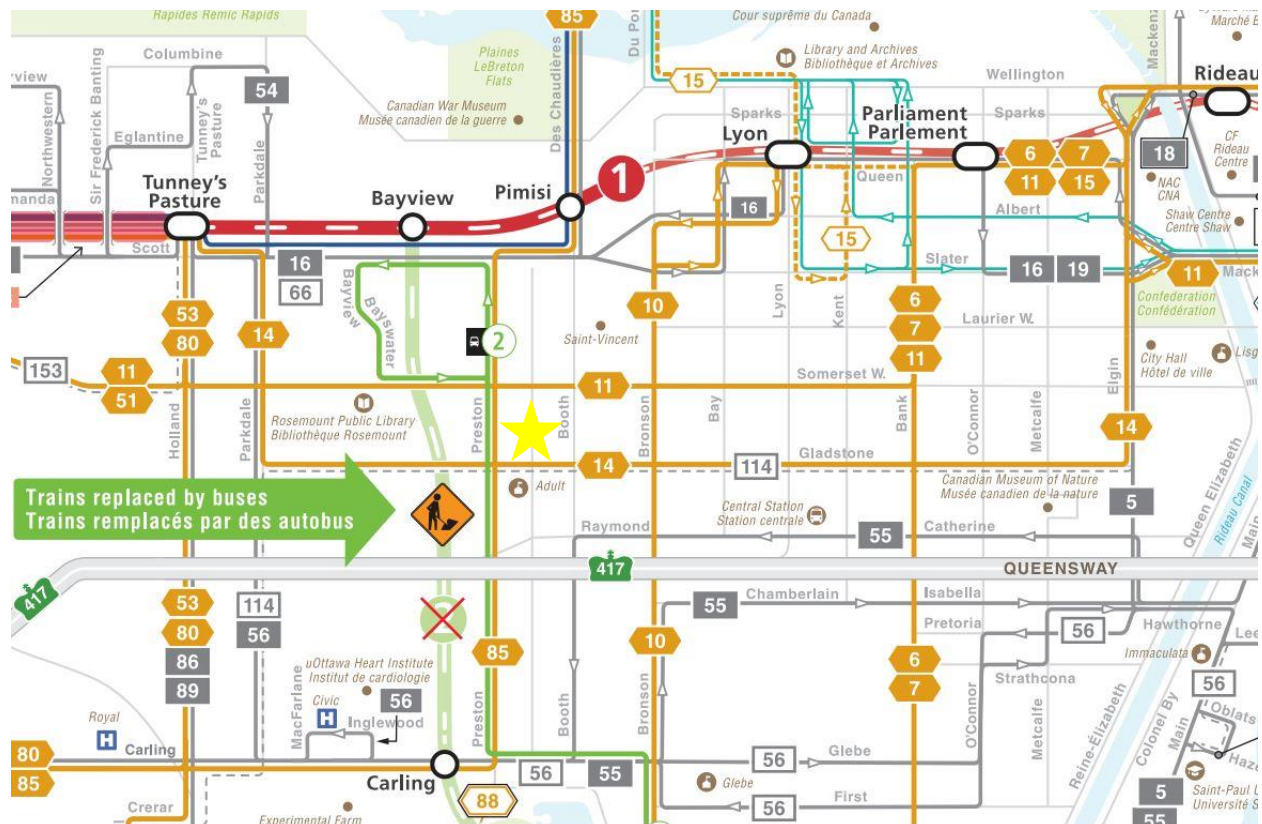 Rapides Remic Rapids
85
Cour suprême du Canada
Marché
Columbine
Plaines
LeBreton
Flats
Des Chaudières
Library and Archives
Bibliothèque et Archives
Wellington
Rideau
Northwestern
Sir Frederick Banting
Tunney's
Pasture
54
Parkdale
Eglantine
Canadian War Museum
Musée canadien de la guerre
15
Sparks
Lyon
Parliament
Parlement
Sparks
6
7
11
15
18
CF
Rideau
Centre
NAC
CNA
Shaw Centre
Centre Shaw
Tunney's
Pasture
Bayview
Pimisi
1
16
Queen
Albert
15
Scott
16
66
Slater
16
19
11
Confederation
Confédération
Bayview
Bayswater
53
80
14
2
10
Saint-Vincent
Lyon
Kent
6
7
11
Laurier W.
City Hall
Hôtel de ville
Elgin
153
11
51
11
Somerset W.
Rosemount Public Library
Bibliothèque Rosemount
Holland
Parkdale
Preston
Booth
Bronson
Bay
Bank
O'Connor
Metcalfe
14
14
114
Gladstone
Trains replaced by buses
Trains remplacés par des autobus
Adult
Canadian Museum of Nature
Musée canadien de la nature
5
Queen Elizabeth
Rideau Canal
Main
Central Station
Station centrale
Raymond
55
Catherine
417
417
QUEENSWAY
53
80
86
89
114
56
2
85
10
55
Chamberlain
Isabella
Pretoria
56
Hawthorne
6
7
Immaculata
Strathcona
uOttawa Heart Institute
Institut de cardiologie
Civic
H
56
MacFarlane
Inglewood
Preston
Booth
Bronson
O'Connor
Metcalfe
Reine-Élizabeth
Colonel By
Main
56
Oblats
Royal
H
Carling
80
85
Carling
56
55
56
Glebe
Glebe
56
First
88
Crerar
Experimental Farm
5
55